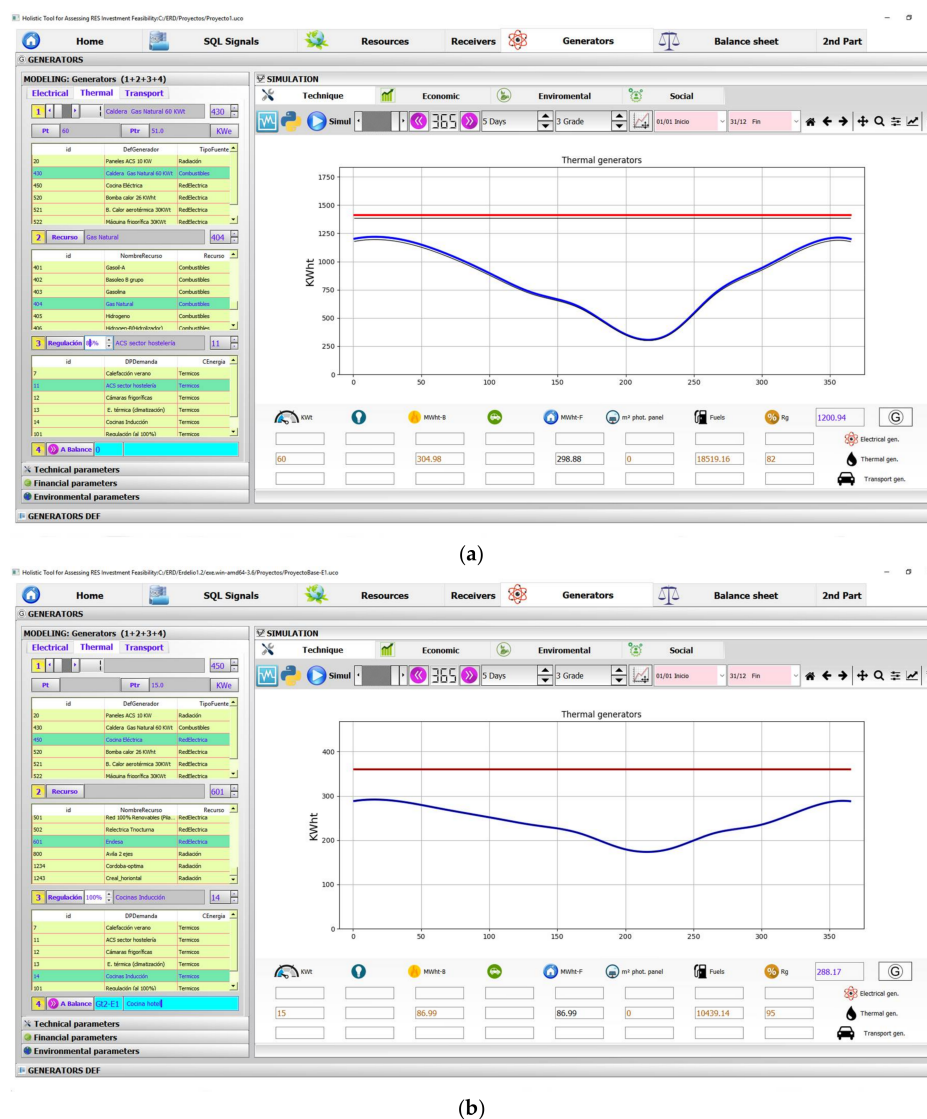 Holistic Tool for Assessing RES Investment Feasibility:C:/ERD/Proyectos/Proyecto1.uco
Home SQL Signals Resources Receivers Generators Balance sheet 2nd Part
GENERATORS
MODELING: Generators (1+2+3+4) SIMULATION
Electrical Thermal Transport Technique Economic Enviromental Social
1 Caldera Gas Natural 60 KWt 430 Simul 365 5 Days 3 Grade 01/01 Inicio 31/12 Fin
Pt 60 Ptr 51.0 KWe
id DefGenerador TipoFuente
20 Paneles ACS 10 KW Radiación
430 Caldera Gas Natural 60 KWt Combustibles
450 Cocina Eléctrica RedElectrica
520 Bomba calor 26 KWht RedElectrica
521 B. Calor aerotérmica 30KWt RedElectrica
522 Máquina frigorífica 30KWt RedElectrica
2 Recurso Gas Natural 404
id NombreRecurso Recurso
401 Gasoil-A Combustibles
402 Basoleo B grupo Combustibles
403 Gasolina Combustibles
404 Gas Natural Combustibles
405 Hidrogeno Combustibles
406 Hidrogen-B(Hidrolizador) Combustibles
3 Regulación 80% ACS sector hostelería 11
id DPDemanda CEnergia
7 Calefacción verano Termicos
11 ACS sector hostelería Termicos
12 Cámaras frigoríficas Termicos
13 E. térmica (climatización) Termicos
14 Cocinas Inducción Termicos
101 Regulación (al 100%) Termicos
4 A Balance 0
Technical parameters
Financial parameters
Environmental parameters
GENERATORS DEF
Thermal generators
KWht
1750
1500
1250
1000
750
500
250
0
0 50 100 150 200 250 300 350
KWt MWht-B MWht-F m² phot. panel Fuels Rg 1200.94 G
Electrical gen.
60 304.98 298.88 0 18519.16 82 Thermal gen.
Transport gen.
(a)
Holistic Tool for Assessing RES Investment Feasibility:C:/ERD/Erdelio1.2/exe.win-amd64-3.6/Proyectos/ProyectoBase-E1.uco
Home SQL Signals Resources Receivers Generators Balance sheet 2nd Part
GENERATORS
MODELING: Generators (1+2+3+4) SIMULATION
Electrical Thermal Transport Technique Economic Enviromental Social
1 450 Simul 365 5 Days 3 Grade 01/01 Inicio 31/12 Fin
Pt Ptr 15.0 KWe
id DefGenerador TipoFuente
20 Paneles ACS 10 KW Radiación
430 Caldera Gas Natural 60 KWt Combustibles
450 Cocina Eléctrica RedElectrica
520 Bomba calor 26 KWht RedElectrica
521 B. Calor aerotérmica 30KWt RedElectrica
522 Máquina frigorífica 30KWt RedElectrica
2 Recurso 601
id NombreRecurso Recurso
501 Red 100% Renovables (Pila... RedElectrica
502 Relectrica Tnocturna RedElectrica
601 Endesa RedElectrica
800 Avila 2 ejes Radiación
1234 Cordoba-optima Radiación
1243 Creal_horiontal Radiación
3 Regulación 100% Cocinas Inducción 14
id DPDemanda CEnergia
7 Calefacción verano Termicos
11 ACS sector hostelería Termicos
12 Cámaras frigoríficas Termicos
13 E. térmica (climatización) Termicos
14 Cocinas Inducción Termicos
101 Regulación (al 100%) Termicos
4 A Balance Gt2-E1 Cocina hotel
Technical parameters
Financial parameters
Environmental parameters
GENERATORS DEF
Thermal generators
KWht
400
300
200
100
0
0 50 100 150 200 250 300 350
KWt MWht-B MWht-F m² phot. panel Fuels Rg 288.17 G
Electrical gen.
15 86.99 86.99 0 10439.14 95 Thermal gen.
Transport gen.
(b)